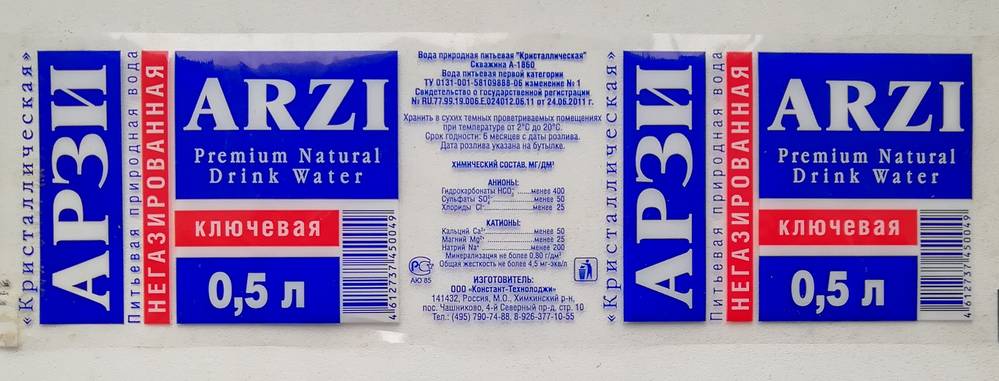 «Кристаллическая»
АРЗИ
Питьевая природная вода
НЕГАЗИРОВАННАЯ
ARZI
Premium Natural
Drink Water
ключевая
0,5 л
4612737450049
Вода природная питьевая "Кристаллическая"
Скважина А-1850
Вода питьевая первой категории
ТУ 0131-001-58109888-06 изменение № 1
Свидетельство о государственной регистрации
№ RU.77.99.19.006.Е.024012.06.11 от 24.06.2011 г.
Хранить в сухих темных проветриваемых помещениях
при температуре от 2°С до 20°С.
Срок годности: 6 месяцев с даты розлива.
Дата розлива указана на бутылке.
ХИМИЧЕСКИЙ СОСТАВ, МГ/ДМ³
АНИОНЫ:
Гидрокарбонаты HCO₃⁻ ......менее 400
Сульфаты SO₄²⁻ ......менее 50
Хлориды Cl⁻ ......менее 25
КАТИОНЫ:
Кальций Ca²⁺ ......менее 50
Магний Mg²⁺ ......менее 25
Натрий Na⁺ ......менее 200
Минерализация не более 0,80 г/дм³
Общая жесткость не более 4,5 мг-экв/л
РСТ
АЮ 85
ИЗГОТОВИТЕЛЬ:
ООО «Констант-Технолоджи»
141432, Россия, М.О., Химкинский р-н,
пос. Чашниково, 4-й Северный пр-д, стр. 10
Тел.: (495) 790-74-88, 8-926-377-10-55
«Кристаллическая»
АРЗИ
Питьевая природная вода
НЕГАЗИРОВАННАЯ
ARZI
Premium Natural
Drink Water
ключевая
0,5 л
4612737450049